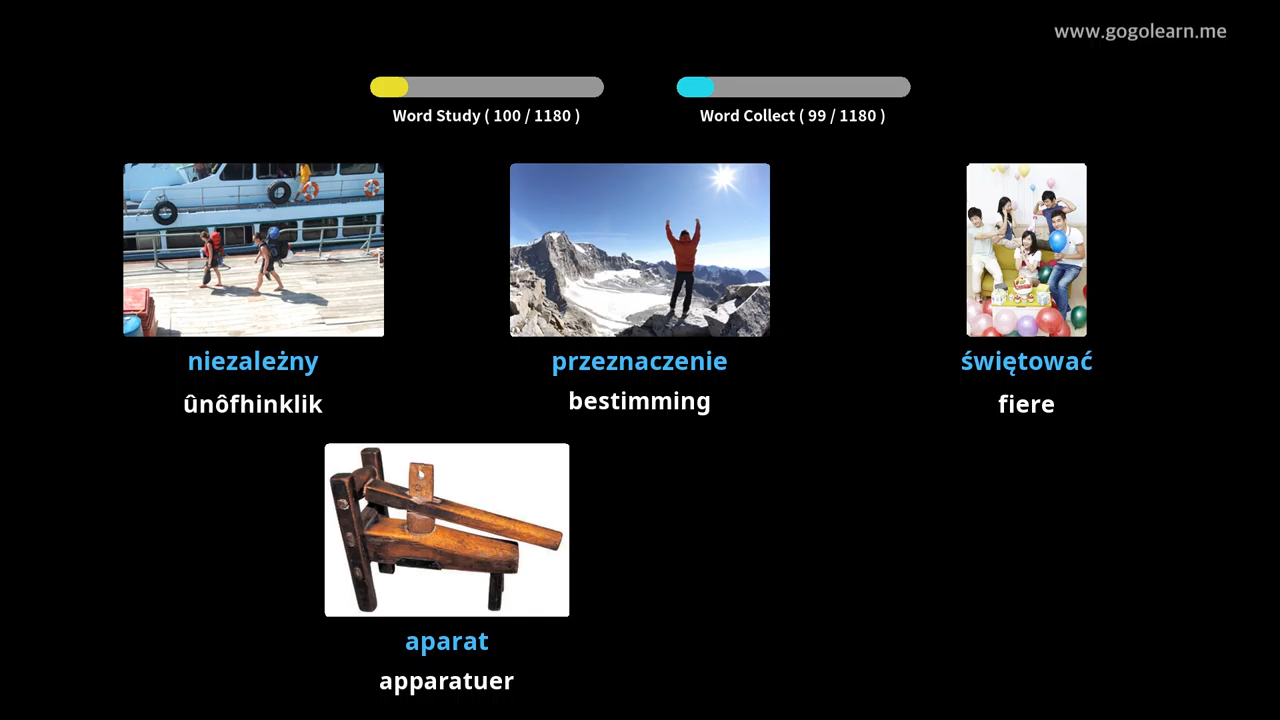 www.gogolearn.me
Word Study ( 100 / 1180 )
Word Collect ( 99 / 1180 )
niezależny
ûnôfhinklik
przeznaczenie
bestimming
świętować
fiere
aparat
apparatuer